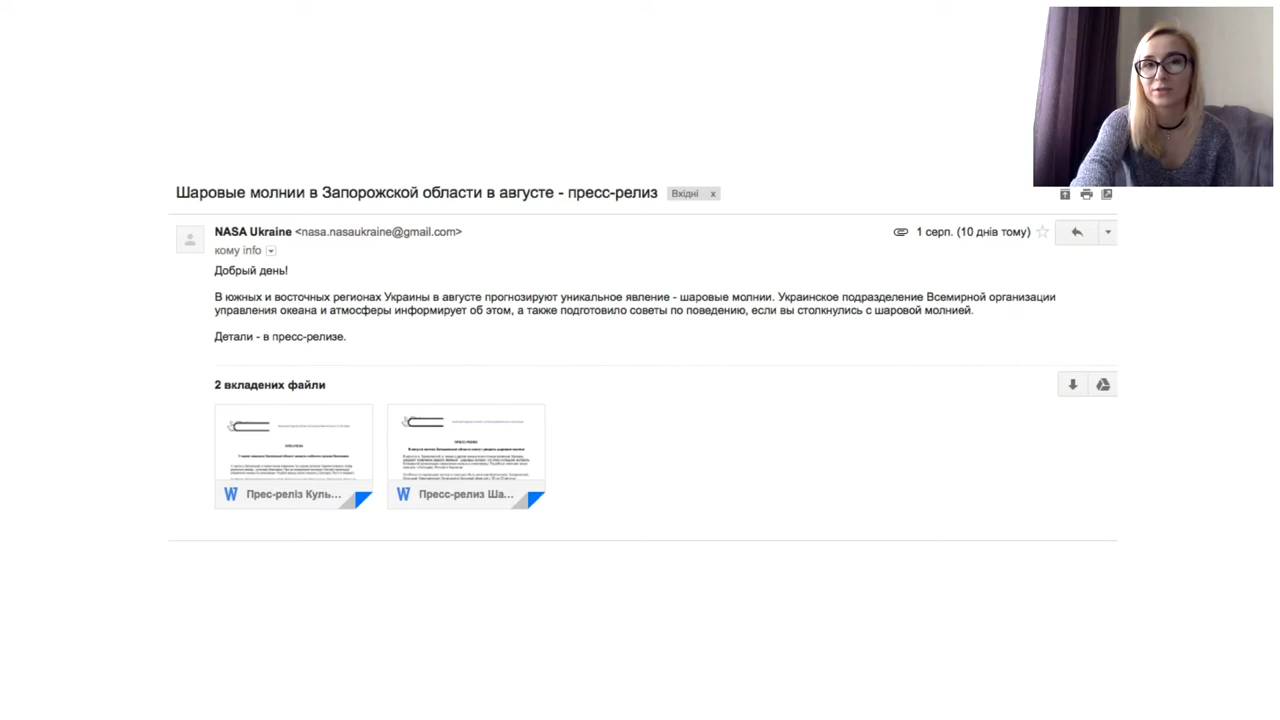 Шаровые молнии в Запорожской области в августе - пресс-релиз Вхідні x
NASA Ukraine <nasa.nasaukraine@gmail.com> 1 серп. (10 днів тому)
кому info
Добрый день!
В южных и восточных регионах Украины в августе прогнозируют уникальное явление - шаровые молнии. Украинское подразделение Всемирной организации
управления океана и атмосферы информирует об этом, а также подготовило советы по поведению, если вы столкнулись с шаровой молнией.
Детали - в пресс-релизе.
2 вкладених файли
W Прес-реліз Куль...
W Пресс-релиз Ша...